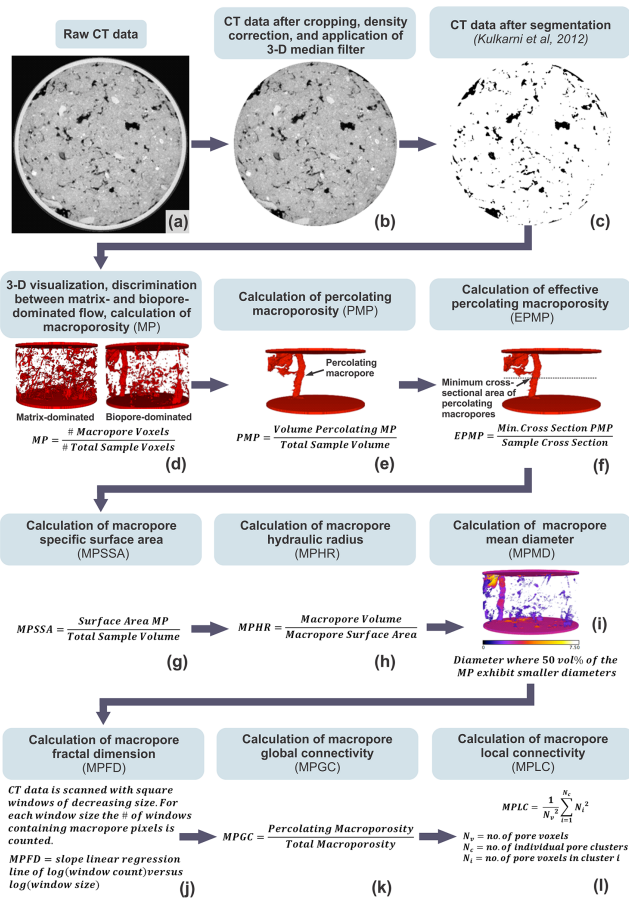 Raw CT data
CT data after cropping, density
correction, and application of
3-D median filter
CT data after segmentation
(Kulkarni et al, 2012)
(a)
(b)
(c)
3-D visualization, discrimination
between matrix- and biopore-
dominated flow, calculation of
macroporosity (MP)
Matrix-dominated
Biopore-dominated
MP = # Macropore Voxels
# Total Sample Voxels
(d)
Calculation of percolating
macroporosity (PMP)
Percolating
macropore
PMP = Volume Percolating MP
Total Sample Volume
(e)
Calculation of effective
percolating macroporosity
(EPMP)
Minimum cross-
sectional area of
percolating
macropores
EPMP = Min. Cross Section PMP
Sample Cross Section
(f)
Calculation of macropore
specific surface area
(MPSSA)
MPSSA = Surface Area MP
Total Sample Volume
(g)
Calculation of macropore
hydraulic radius
(MPHR)
MPHR = Macropore Volume
Macropore Surface Area
(h)
Calculation of macropore
mean diameter
(MPMD)
(i)
0 7.50
Diameter where 50 vol% of the
MP exhibit smaller diameters
Calculation of macropore
fractal dimension
(MPFD)
CT data is scanned with square
windows of decreasing size. For
each window size the # of windows
containing macropore pixels is
counted.
MPFD = slope linear regression
line of log(window count)versus
log(window size)
(j)
Calculation of macropore
global connectivity
(MPGC)
MPGC = Percolating Macroporosity
Total Macroporosity
(k)
Calculation of macropore
local connectivity
(MPLC)
MPLC = 1/Nv² ∑ i=1 Nc Ni²
Nv = no. of pore voxels
Nc = no. of individual pore clusters
Ni = no. of pore voxels in cluster i
(l)